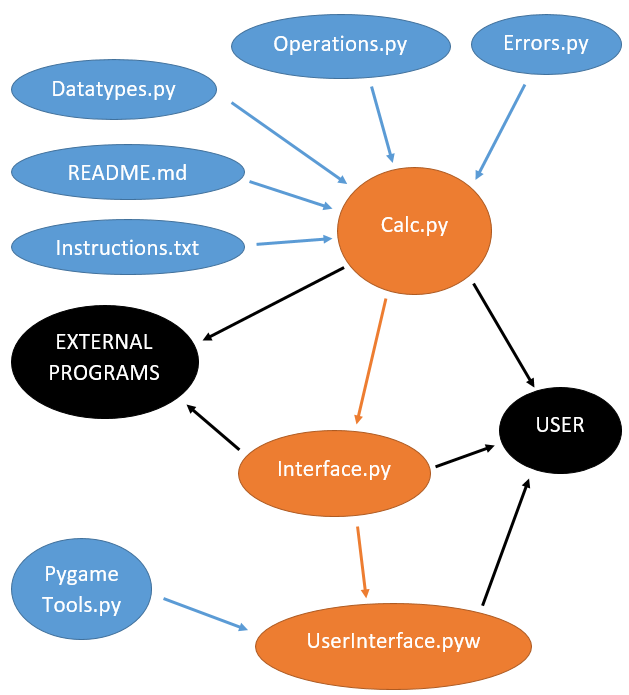 Operations.py
Errors.py
Datatypes.py
README.md
Calc.py
Instructions.txt
EXTERNAL
PROGRAMS
USER
Interface.py
Pygame
Tools.py
UserInterface.pyw